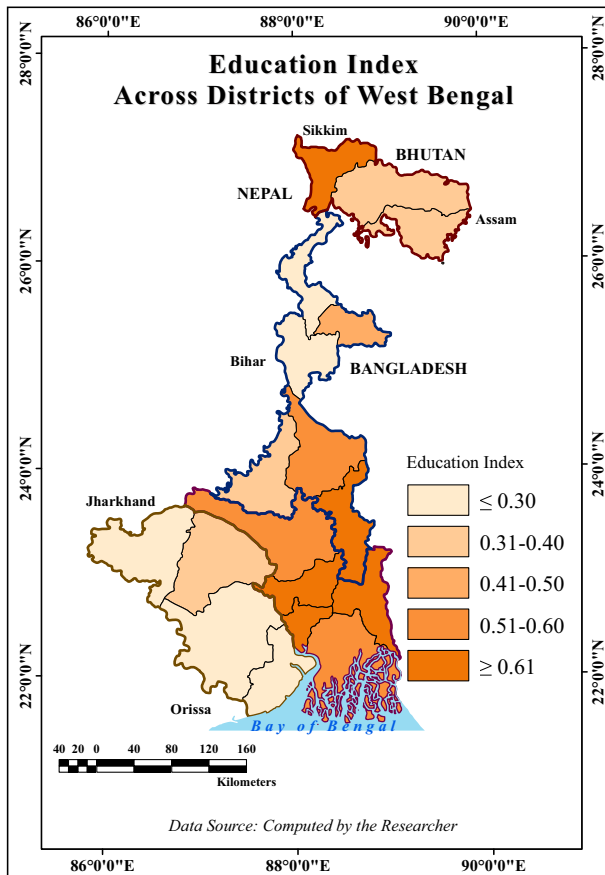 86°0'0"E 88°0'0"E 90°0'0"E
28°0'0"N
28°0'0"N
Education Index
Across Districts of West Bengal
Sikkim
BHUTAN
NEPAL
Assam
26°0'0"N
26°0'0"N
Bihar
BANGLADESH
24°0'0"N
24°0'0"N
Education Index
≤ 0.30
0.31-0.40
0.41-0.50
0.51-0.60
≥ 0.61
Jharkhand
22°0'0"N
22°0'0"N
Orissa
Bay of Bengal
40 20 0 40 80 120 160
Kilometers
Data Source: Computed by the Researcher
86°0'0"E 88°0'0"E 90°0'0"E